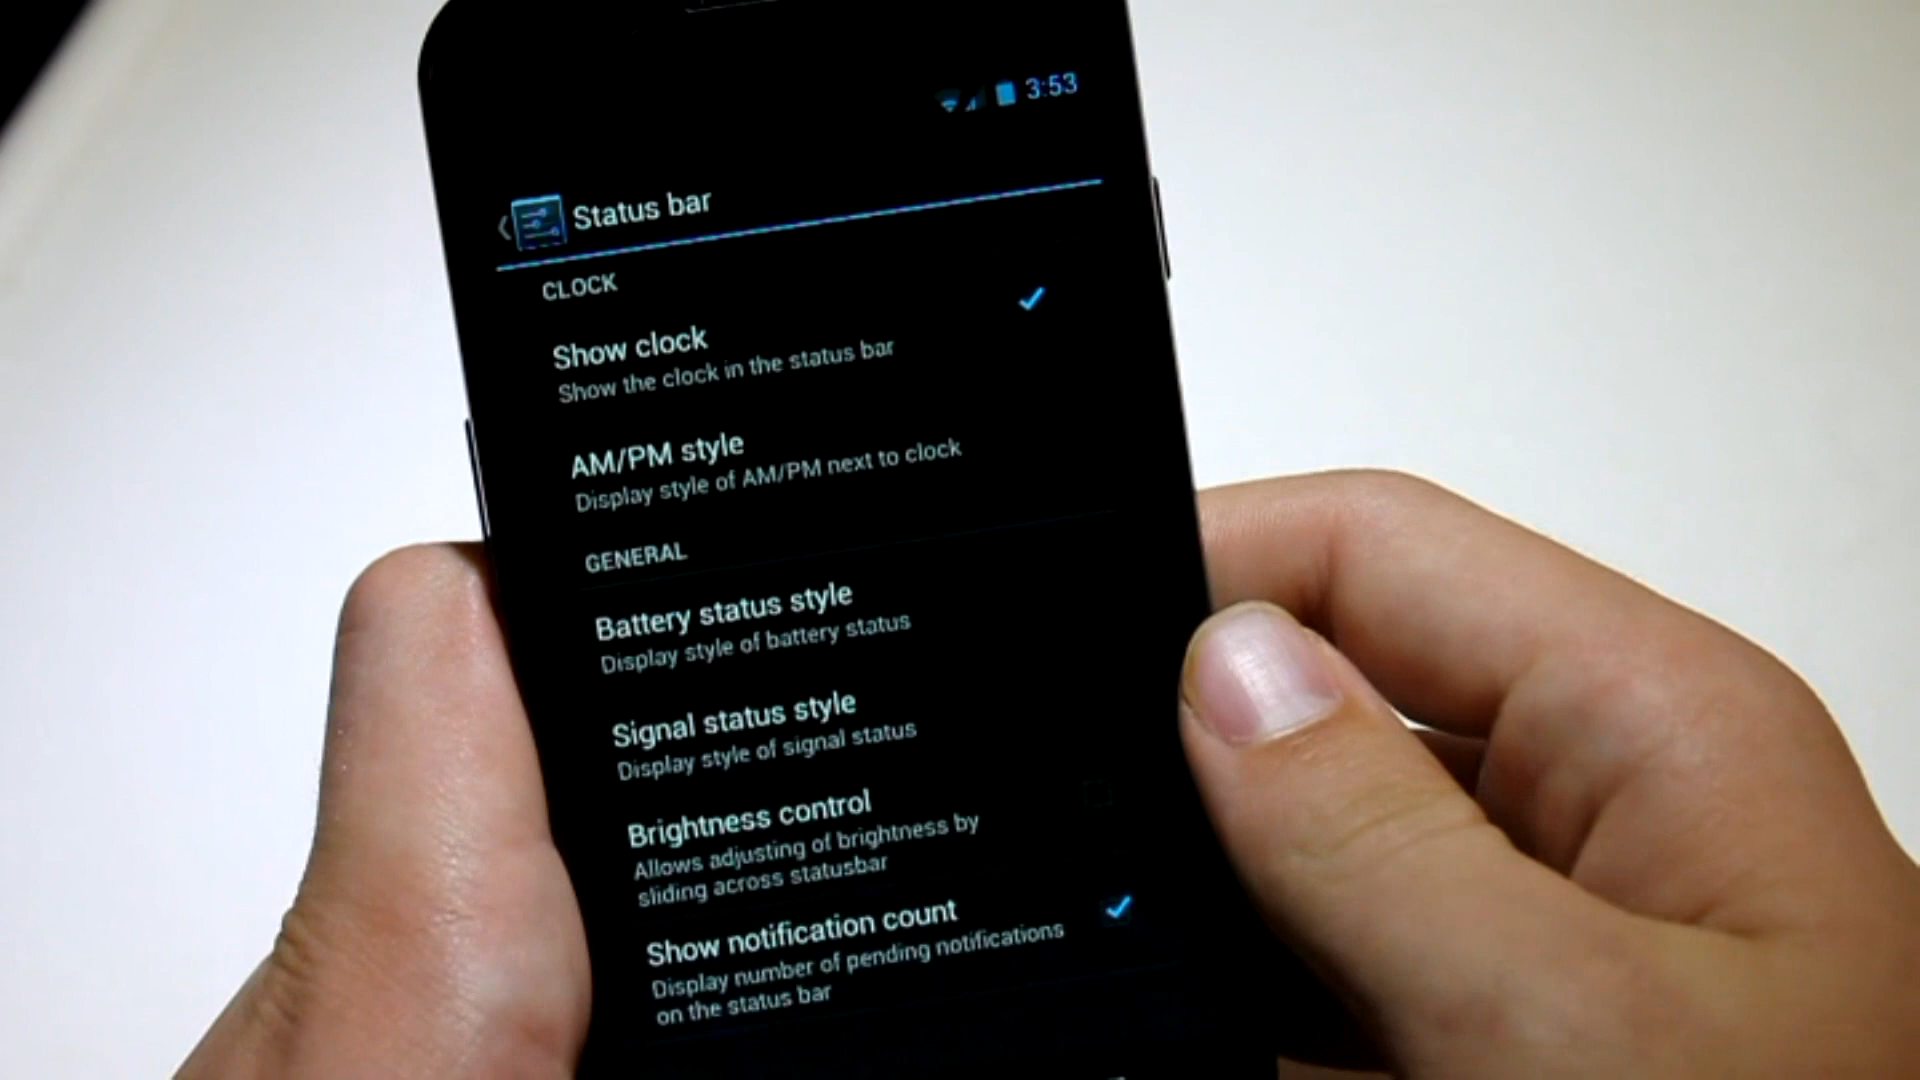 3:53
Status bar
CLOCK
Show clock
Show the clock in the status bar
AM/PM style
Display style of AM/PM next to clock
GENERAL
Battery status style
Display style of battery status
Signal status style
Display style of signal status
Brightness control
Allows adjusting of brightness by
sliding across statusbar
Show notification count
Display number of pending notifications
on the status bar